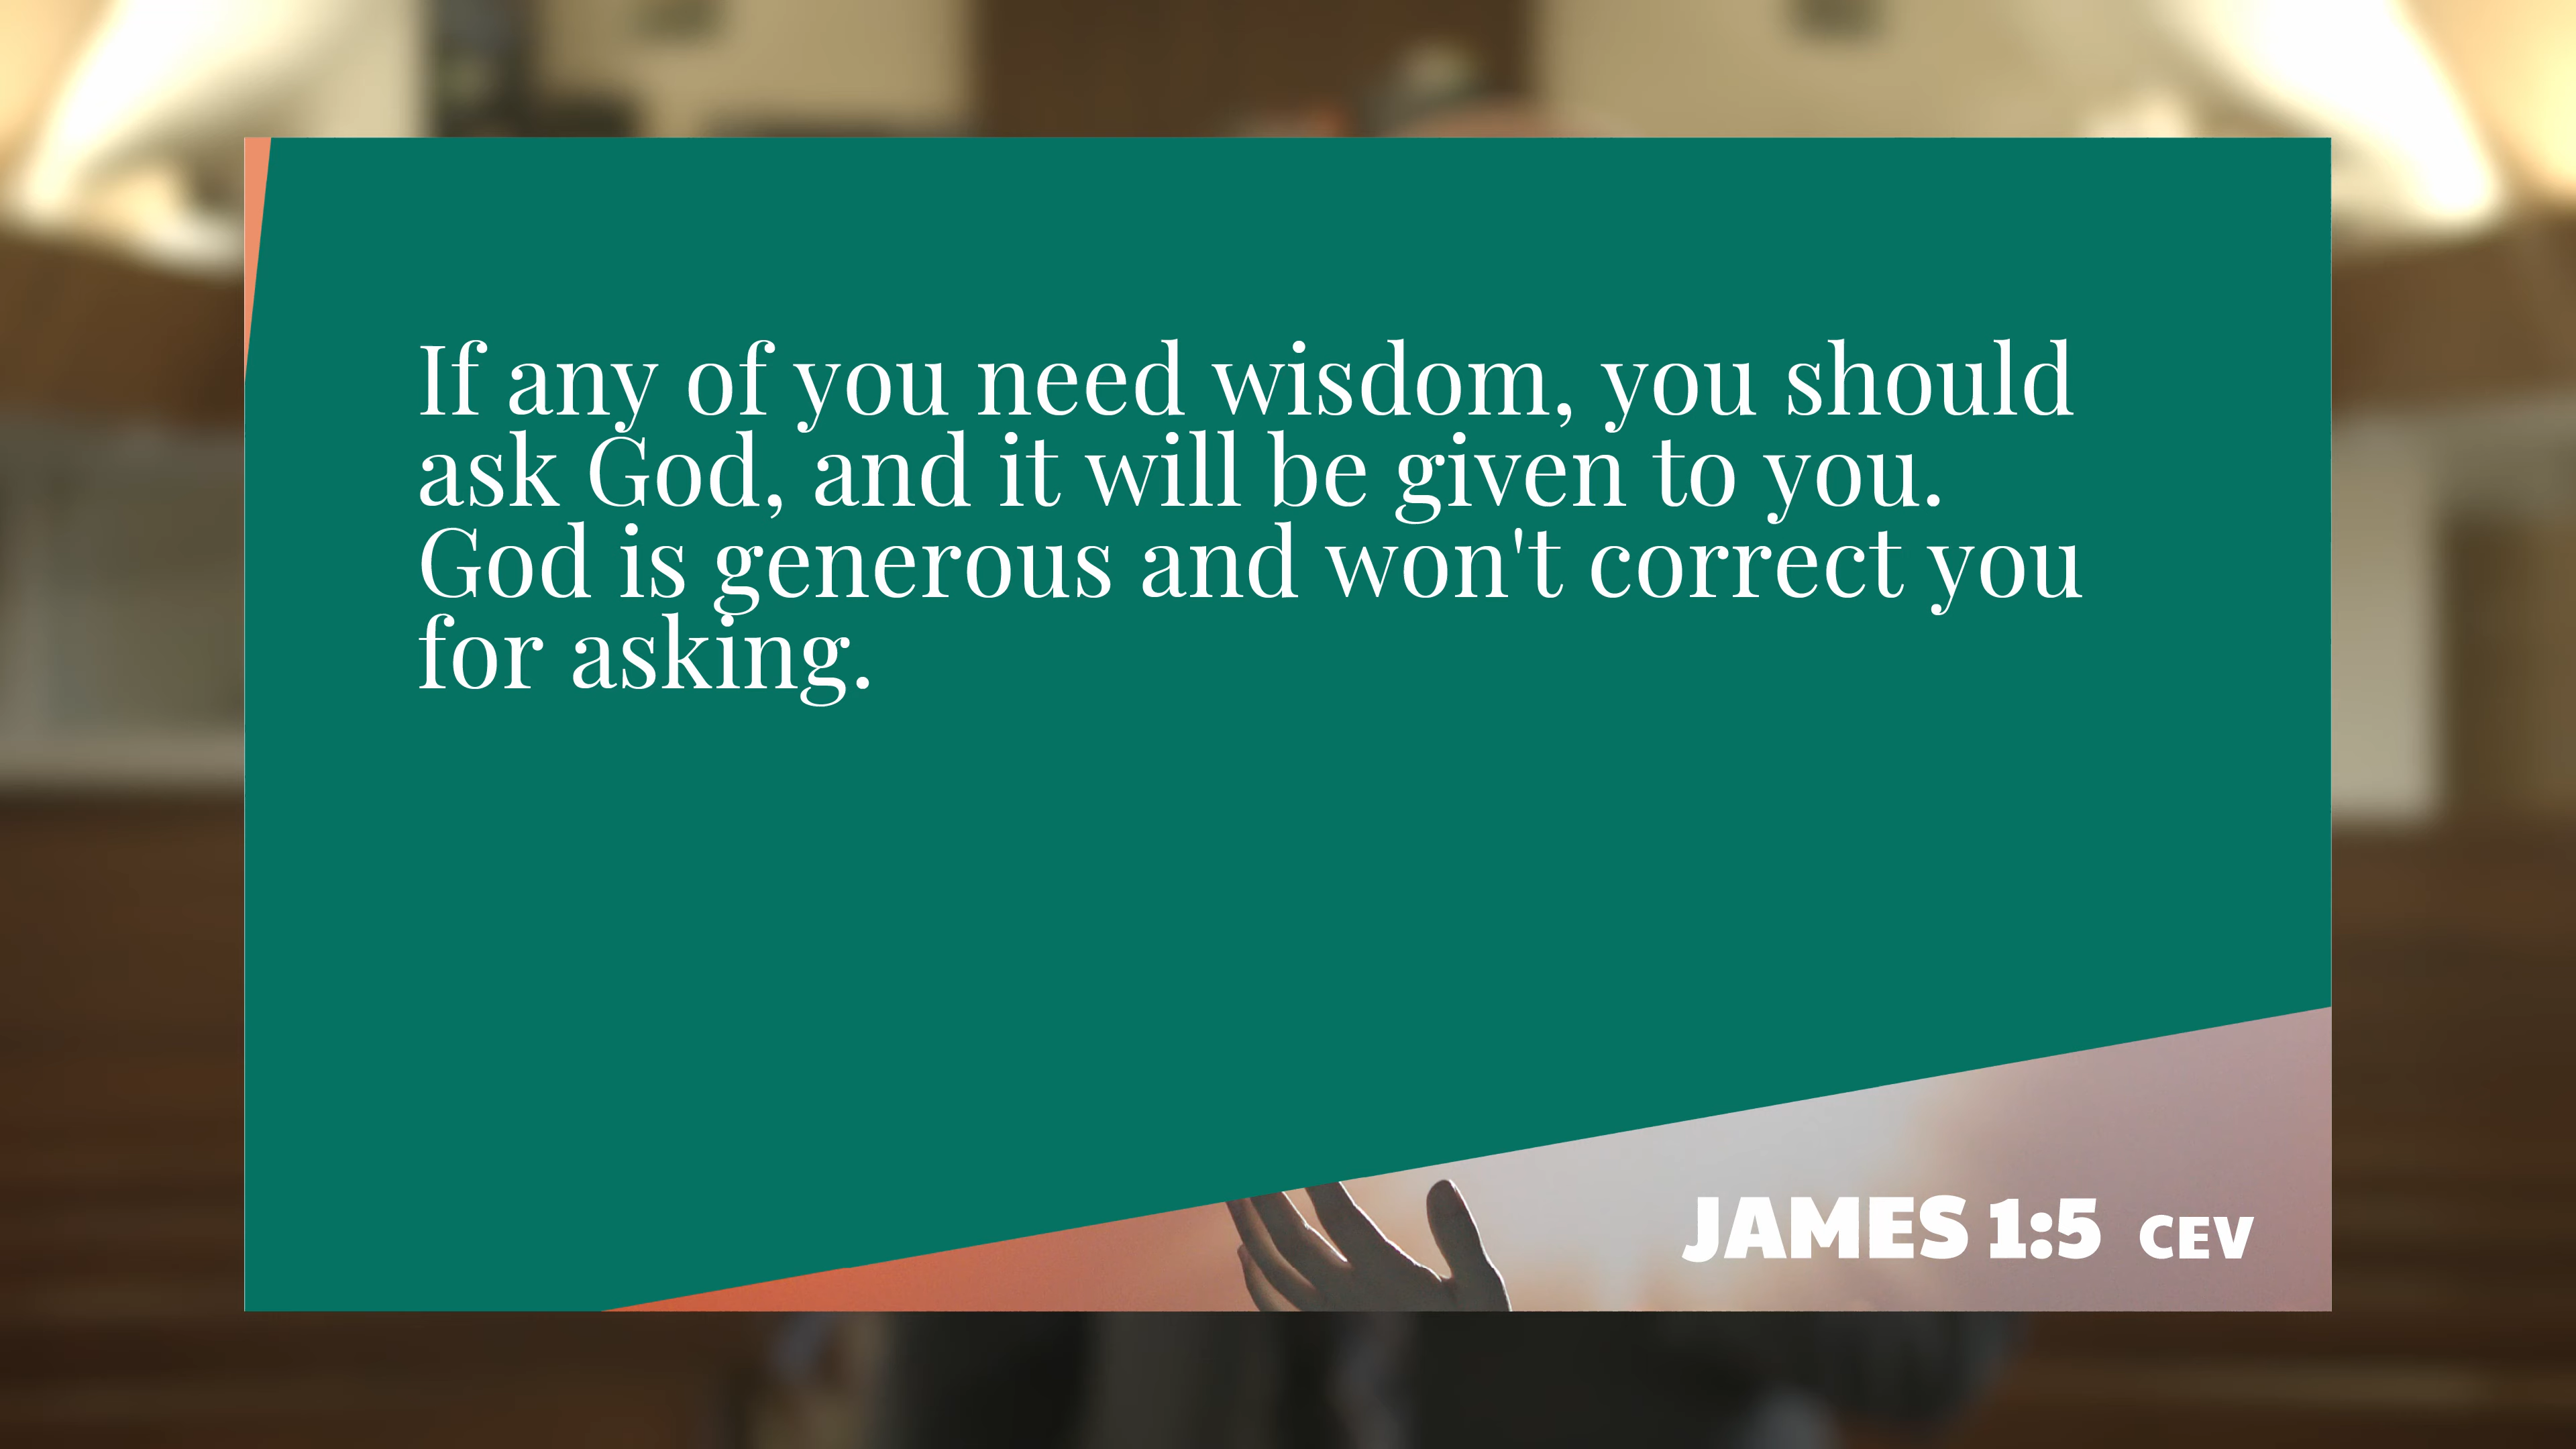 If any of you need wisdom, you should
ask God, and it will be given to you.
God is generous and won't correct you
for asking.
JAMES 1:5 CEV